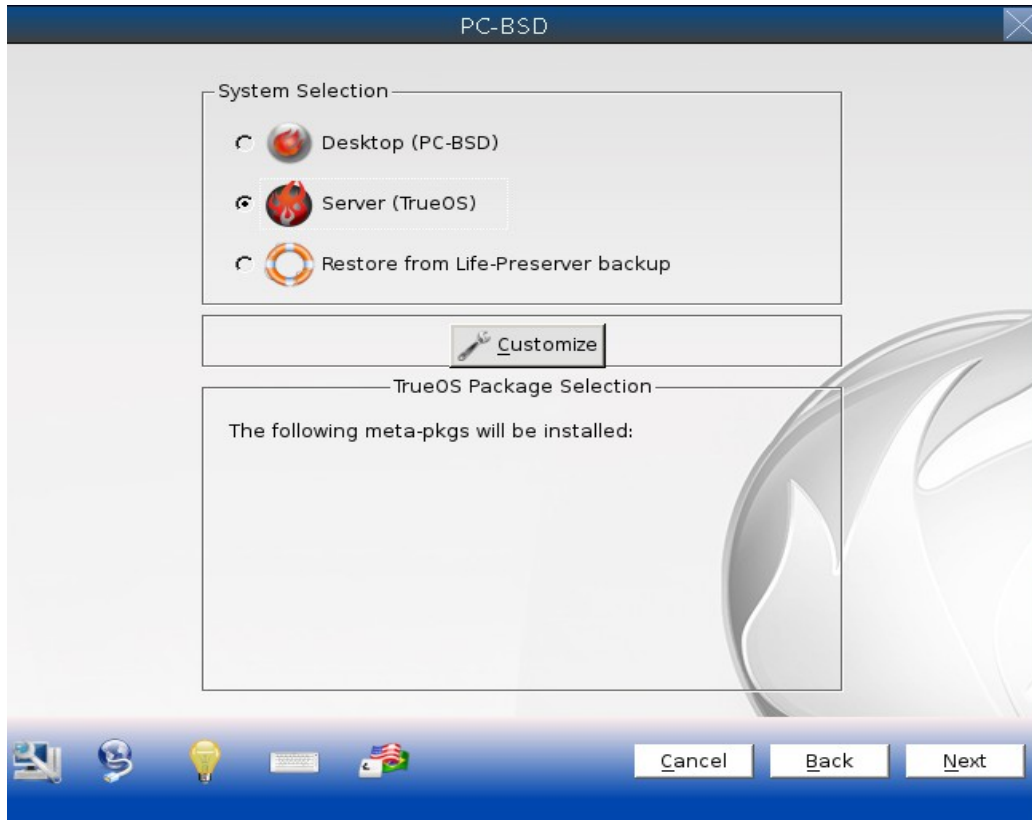 PC-BSD
System Selection
Desktop (PC-BSD)
Server (TrueOS)
Restore from Life-Preserver backup
Customize
TrueOS Package Selection
The following meta-pkgs will be installed:
Cancel
Back
Next